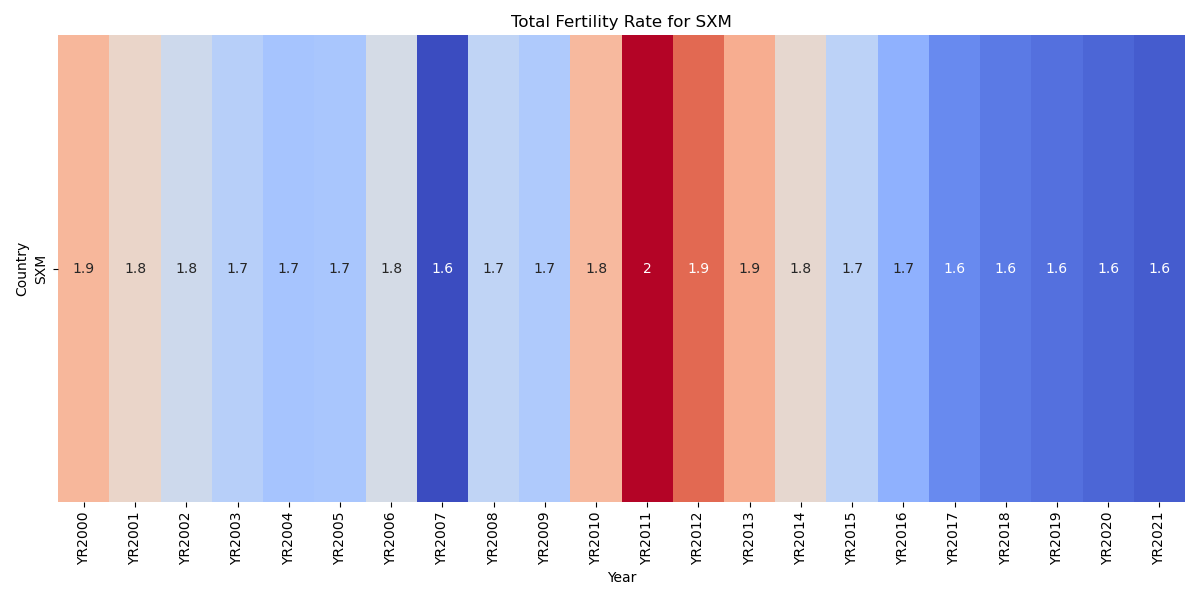 Total Fertility Rate for SXM
Country
SXM
1.9 1.8 1.8 1.7 1.7 1.7 1.8 1.6 1.7 1.7 1.8 2 1.9 1.9 1.8 1.7 1.7 1.6 1.6 1.6 1.6 1.6
YR2000 YR2001 YR2002 YR2003 YR2004 YR2005 YR2006 YR2007 YR2008 YR2009 YR2010 YR2011 YR2012 YR2013 YR2014 YR2015 YR2016 YR2017 YR2018 YR2019 YR2020 YR2021
Year